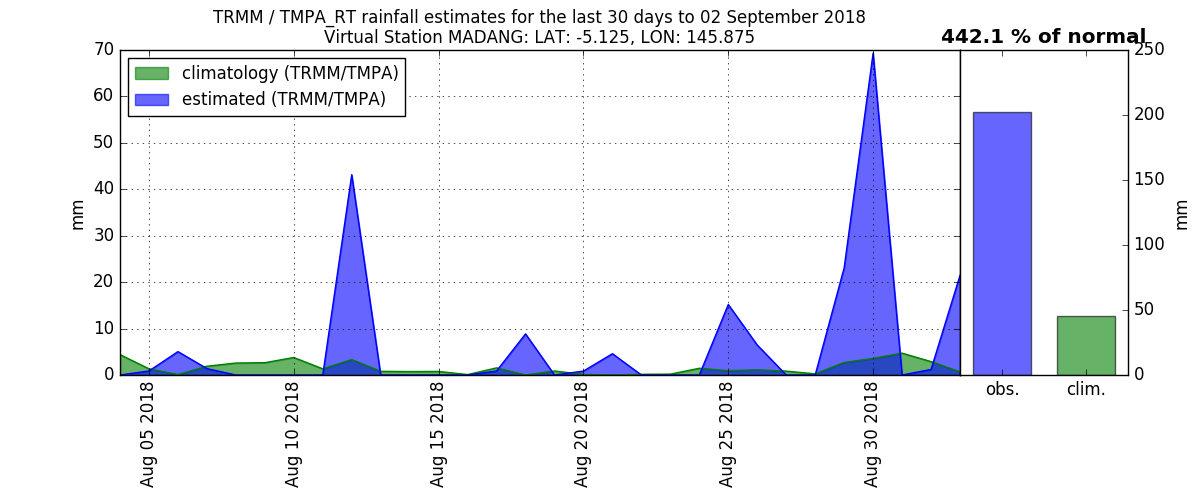 TRMM / TMPA_RT rainfall estimates for the last 30 days to 02 September 2018
Virtual Station MADANG: LAT: -5.125, LON: 145.875
442.1 % of normal
climatology (TRMM/TMPA)
estimated (TRMM/TMPA)
70
60
50
40
30
20
10
0
mm
Aug 05 2018
Aug 10 2018
Aug 15 2018
Aug 20 2018
Aug 25 2018
Aug 30 2018
250
200
150
100
50
0
mm
obs.
clim.